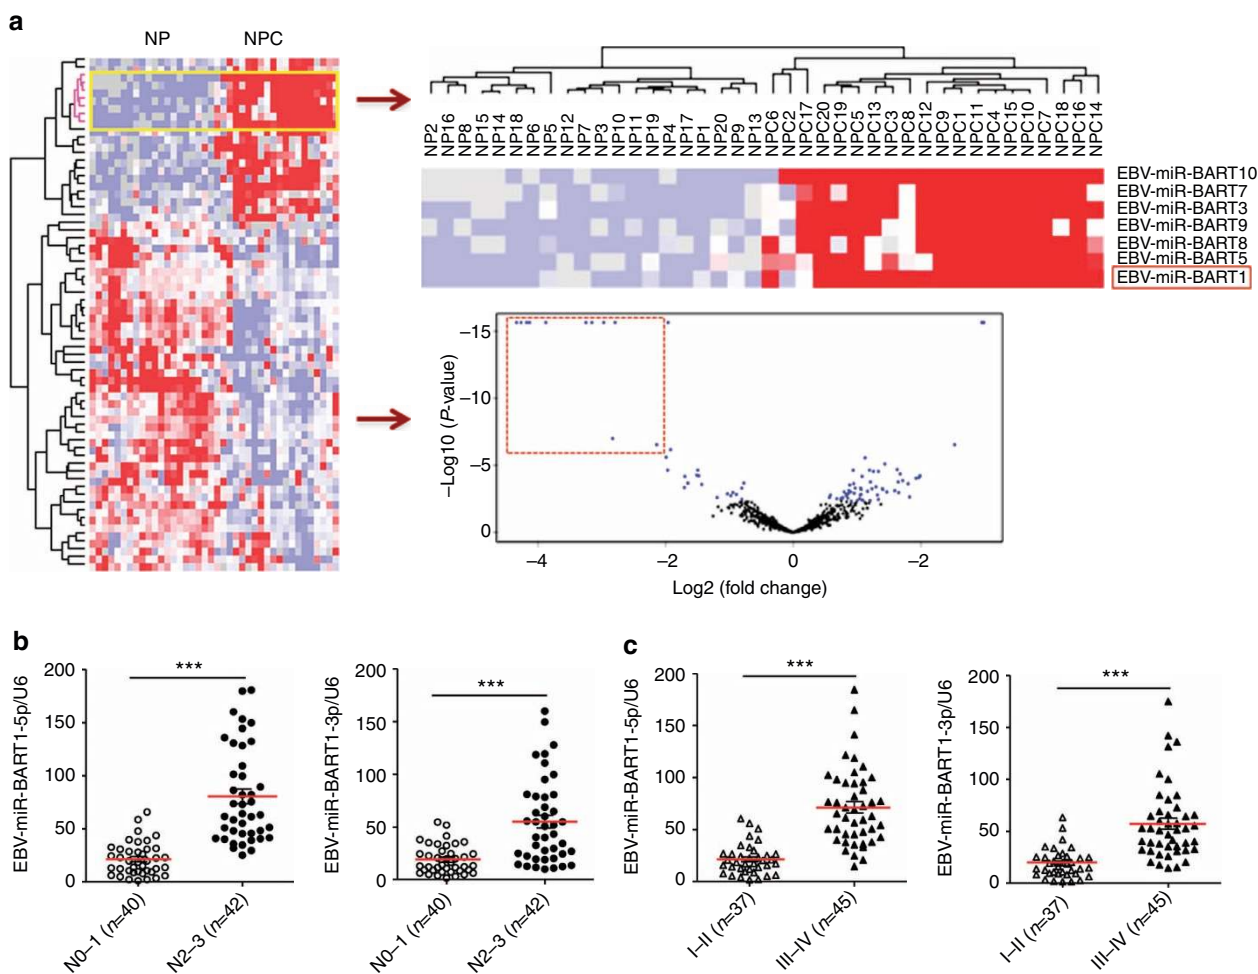 a
NP NPC
NP2 NP16 NP8 NP15 NP14 NP18 NP6 NP5 NP12 NP7 NP3 NP10 NP11 NP19 NP4 NP17 NP1 NP20 NP9 NP13 NPC6 NPC2 NPC17 NPC20 NPC19 NPC5 NPC13 NPC3 NPC8 NPC12 NPC9 NPC1 NPC11 NPC4 NPC15 NPC10 NPC7 NPC18 NPC16 NPC14
EBV-miR-BART10
EBV-miR-BART7
EBV-miR-BART3
EBV-miR-BART9
EBV-miR-BART8
EBV-miR-BART5
EBV-miR-BART1
–Log10 (P-value)
–15
–10
–5
0
–4 –2 0 –2
Log2 (fold change)
b
EBV-miR-BART1-5p/U6
200
150
100
50
0
***
N0–1 (n=40)
N2–3 (n=42)
EBV-miR-BART1-3p/U6
200
150
100
50
0
***
N0–1 (n=40)
N2–3 (n=42)
c
EBV-miR-BART1-5p/U6
200
150
100
50
0
***
I–II (n=37)
III–IV (n=45)
EBV-miR-BART1-3p/U6
200
150
100
50
0
***
I–II (n=37)
III–IV (n=45)